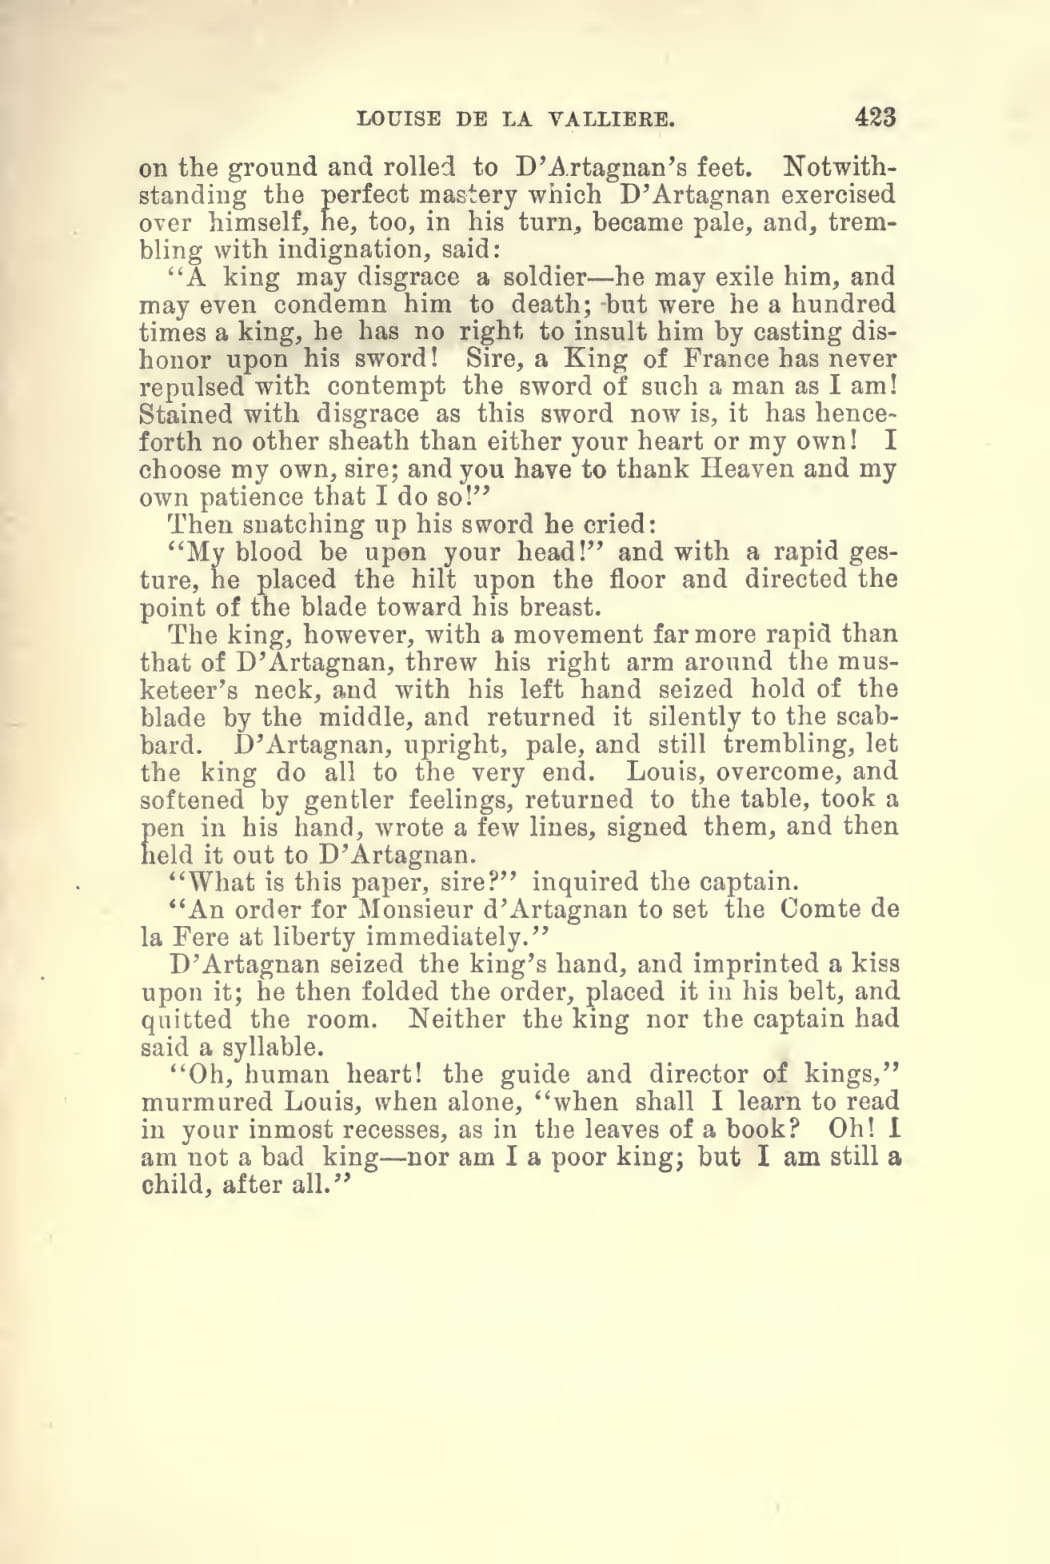 LOUISE DE LA VALLIERE. 423
on the ground and rolled to D’Artagnan’s feet. Notwith-
standing the perfect mastery which D’Artagnan exercised
over himself, he, too, in his turn, became pale, and, trem-
bling with indignation, said:
“A king may disgrace a soldier—he may exile him, and
may even condemn him to death; but were he a hundred
times a king, he has no right to insult him by casting dis-
honor upon his sword! Sire, a King of France has never
repulsed with contempt the sword of such a man as I am!
Stained with disgrace as this sword now is, it has hence-
forth no other sheath than either your heart or my own! I
choose my own, sire; and you have to thank Heaven and my
own patience that I do so!”
Then snatching up his sword he cried:
“My blood be upon your head!” and with a rapid ges-
ture, he placed the hilt upon the floor and directed the
point of the blade toward his breast.
The king, however, with a movement far more rapid than
that of D’Artagnan, threw his right arm around the mus-
keteer’s neck, and with his left hand seized hold of the
blade by the middle, and returned it silently to the scab-
bard. D’Artagnan, upright, pale, and still trembling, let
the king do all to the very end. Louis, overcome, and
softened by gentler feelings, returned to the table, took a
pen in his hand, wrote a few lines, signed them, and then
held it out to D’Artagnan.
“What is this paper, sire?” inquired the captain.
“An order for Monsieur d’Artagnan to set the Comte de
la Fere at liberty immediately.”
D’Artagnan seized the king’s hand, and imprinted a kiss
upon it; he then folded the order, placed it in his belt, and
quitted the room. Neither the king nor the captain had
said a syllable.
“Oh, human heart! the guide and director of kings,”
murmured Louis, when alone, “when shall I learn to read
in your inmost recesses, as in the leaves of a book? Oh! I
am not a bad king—nor am I a poor king; but I am still a
child, after all.”